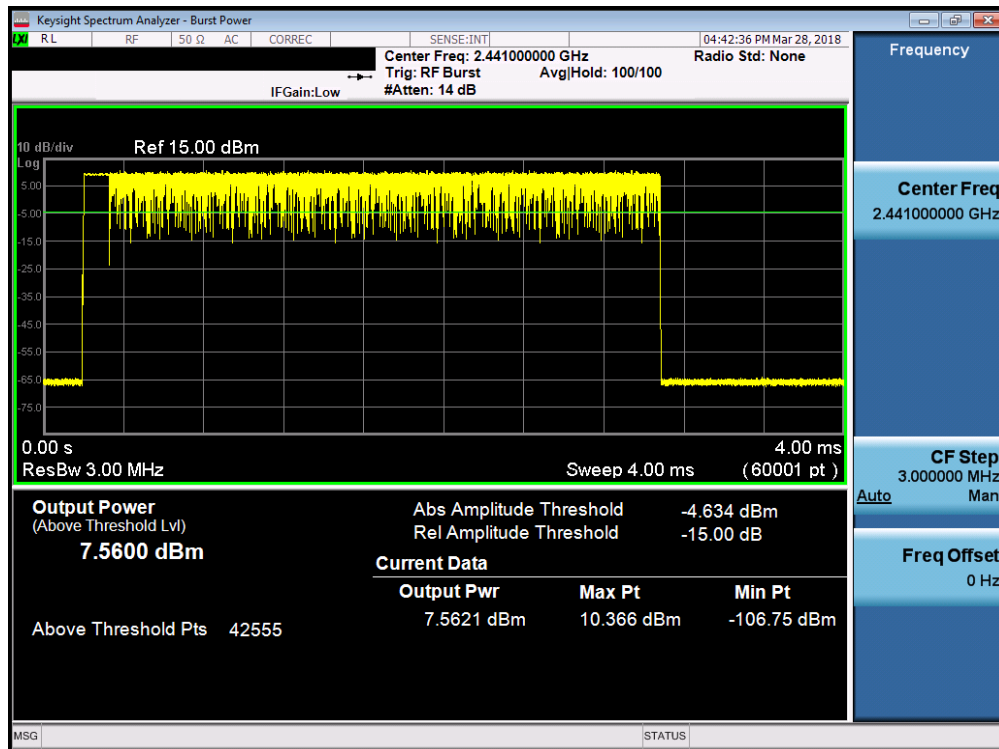 Keysight Spectrum Analyzer - Burst Power
LXI RL RF 50 Ω AC CORREC SENSE:INT 04:42:36 PM Mar 28, 2018
Center Freq: 2.441000000 GHz Radio Std: None
Trig: RF Burst Avg|Hold: 100/100
IFGain:Low #Atten: 14 dB
10 dB/div Ref 15.00 dBm
Log
5.00
-5.00
-15.0
-25.0
-35.0
-45.0
-55.0
-65.0
-75.0
0.00 s 4.00 ms
ResBw 3.00 MHz Sweep 4.00 ms (60001 pt )
Output Power
(Above Threshold Lvl)
7.5600 dBm
Above Threshold Pts 42555
Abs Amplitude Threshold -4.634 dBm
Rel Amplitude Threshold -15.00 dB
Current Data
Output Pwr Max Pt Min Pt
7.5621 dBm 10.366 dBm -106.75 dBm
Frequency
Center Freq
2.441000000 GHz
CF Step
3.000000 MHz
Auto Man
Freq Offset
0 Hz
MSG STATUS